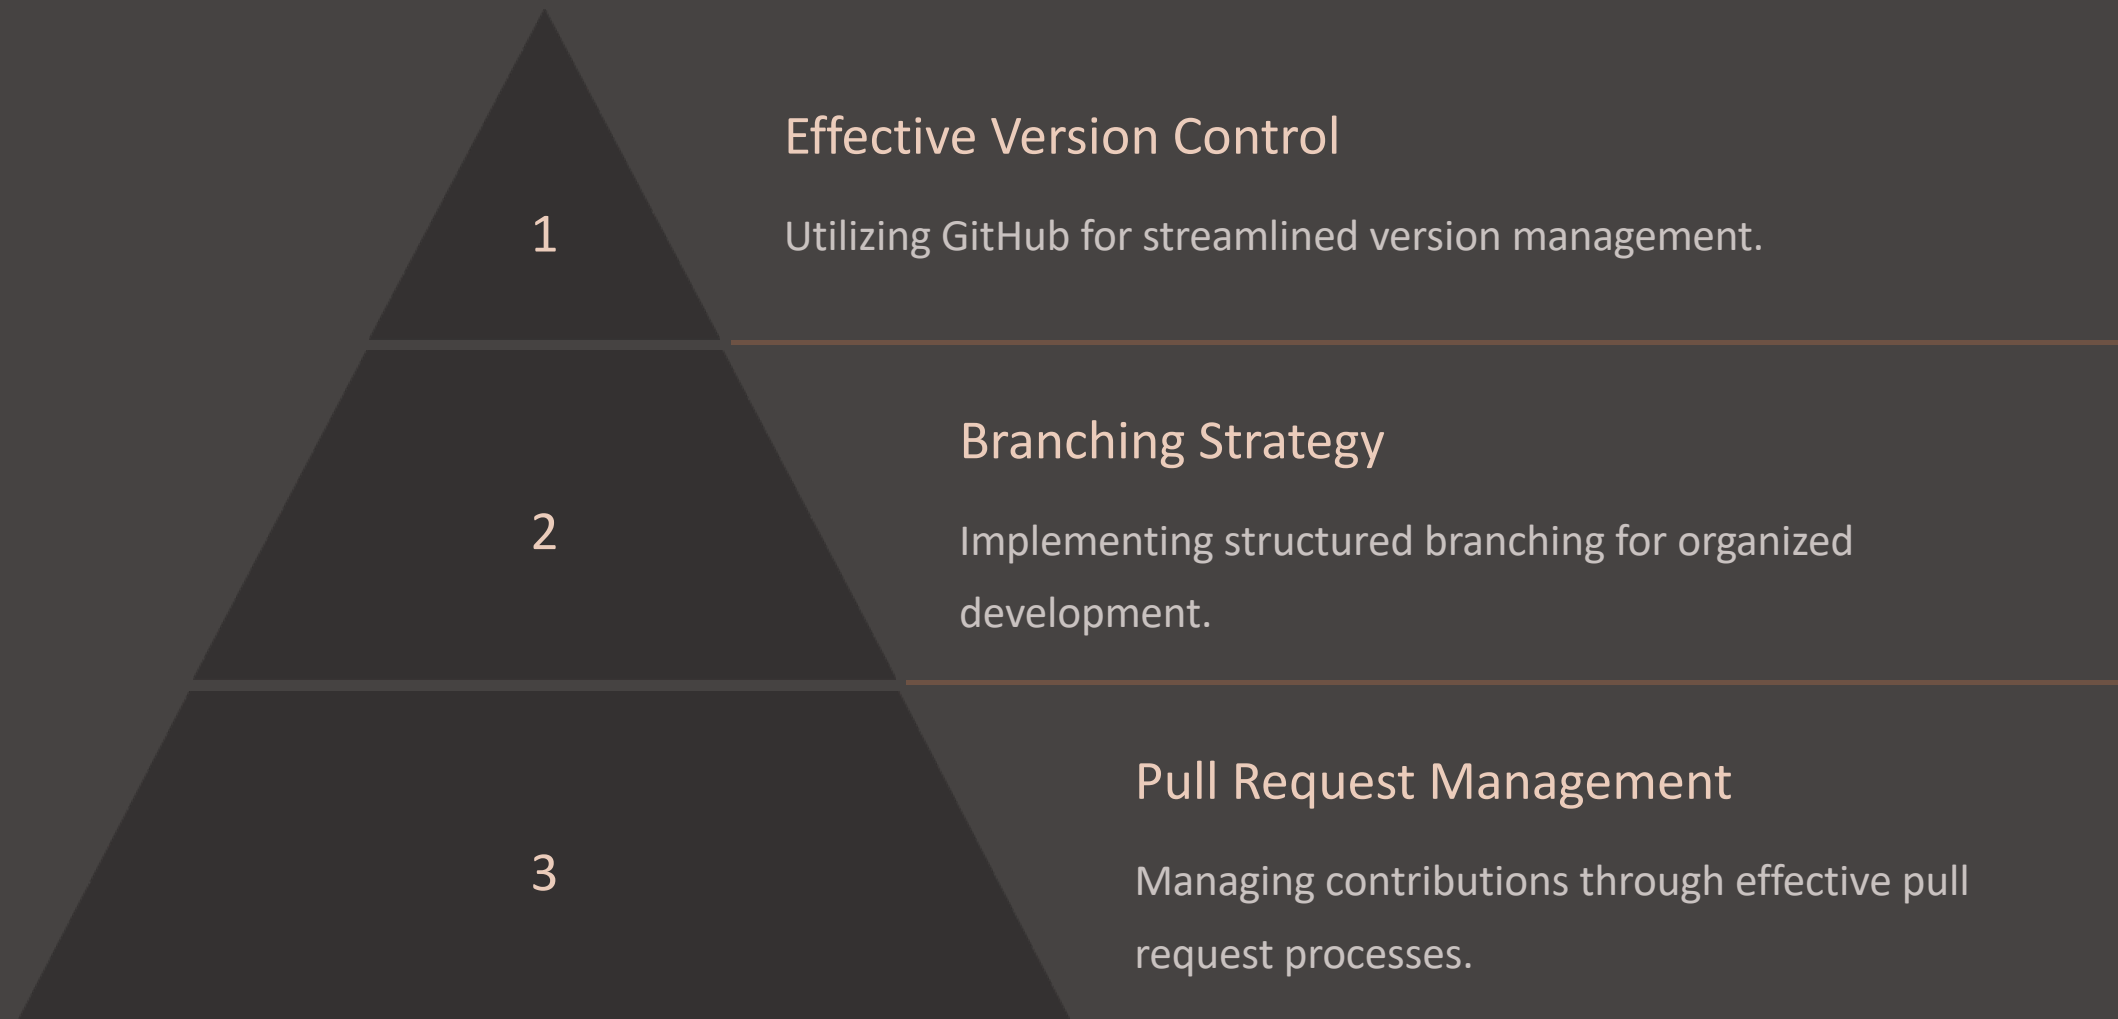 1
Effective Version Control
Utilizing GitHub for streamlined version management.
2
Branching Strategy
Implementing structured branching for organized
development.
3
Pull Request Management
Managing contributions through effective pull
request processes.